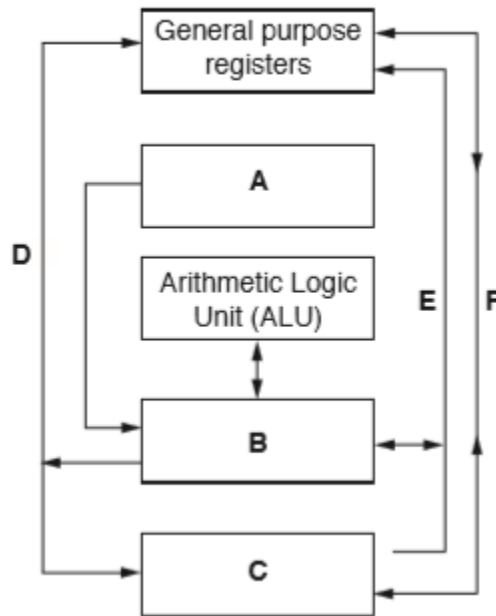 General purpose
registers
A
D
Arithmetic Logic
Unit (ALU)
E
F
B
C